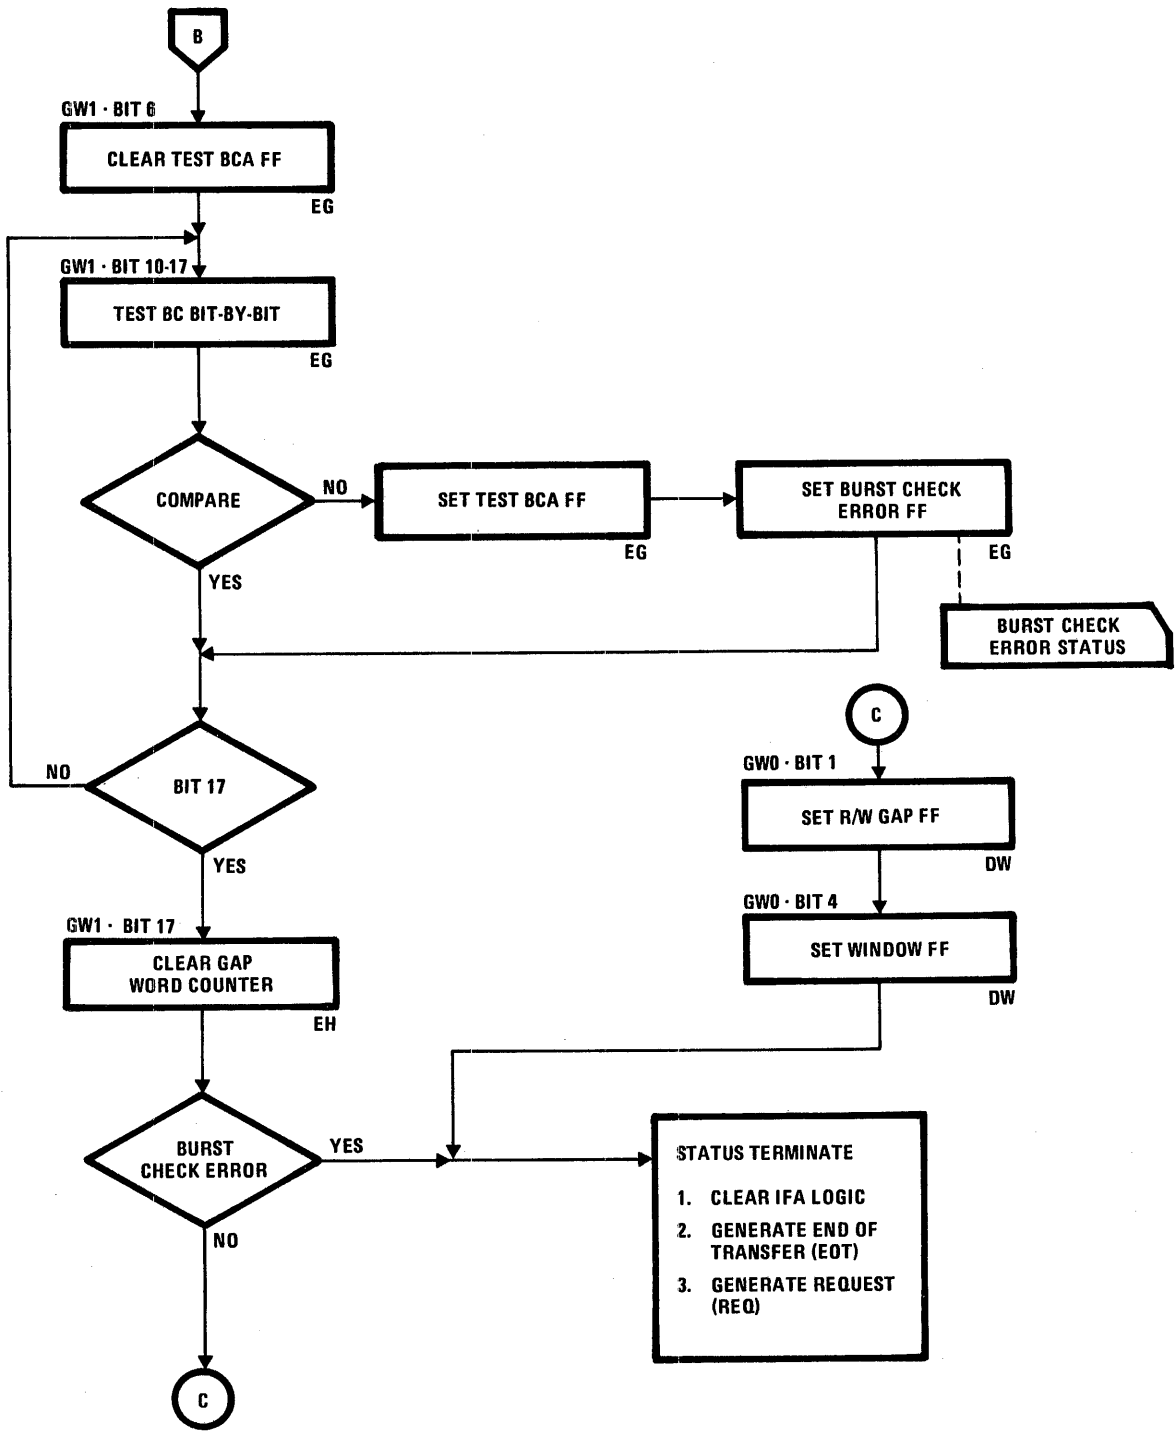 B
GW1 · BIT 6
CLEAR TEST BCA FF
EG
GW1 · BIT 10-17
TEST BC BIT-BY-BIT
EG
COMPARE
NO
SET TEST BCA FF
EG
SET BURST CHECK
ERROR FF
EG
BURST CHECK
ERROR STATUS
YES
BIT 17
NO
YES
GW1 · BIT 17
CLEAR GAP
WORD COUNTER
EH
BURST
CHECK ERROR
YES
NO
C
C
GW0 · BIT 1
SET R/W GAP FF
DW
GW0 · BIT 4
SET WINDOW FF
DW
STATUS TERMINATE
1. CLEAR IFA LOGIC
2. GENERATE END OF
TRANSFER (EOT)
3. GENERATE REQUEST
(REQ)